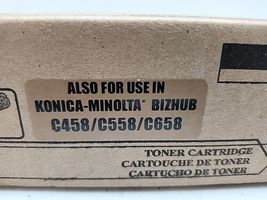 ALSO FOR USE IN
KONICA-MINOLTA* BIZHUB
C458/C558/C658
TONER CARTRIDGE
CARTOUCHE DE TONER
CARTUCHO DE TONER